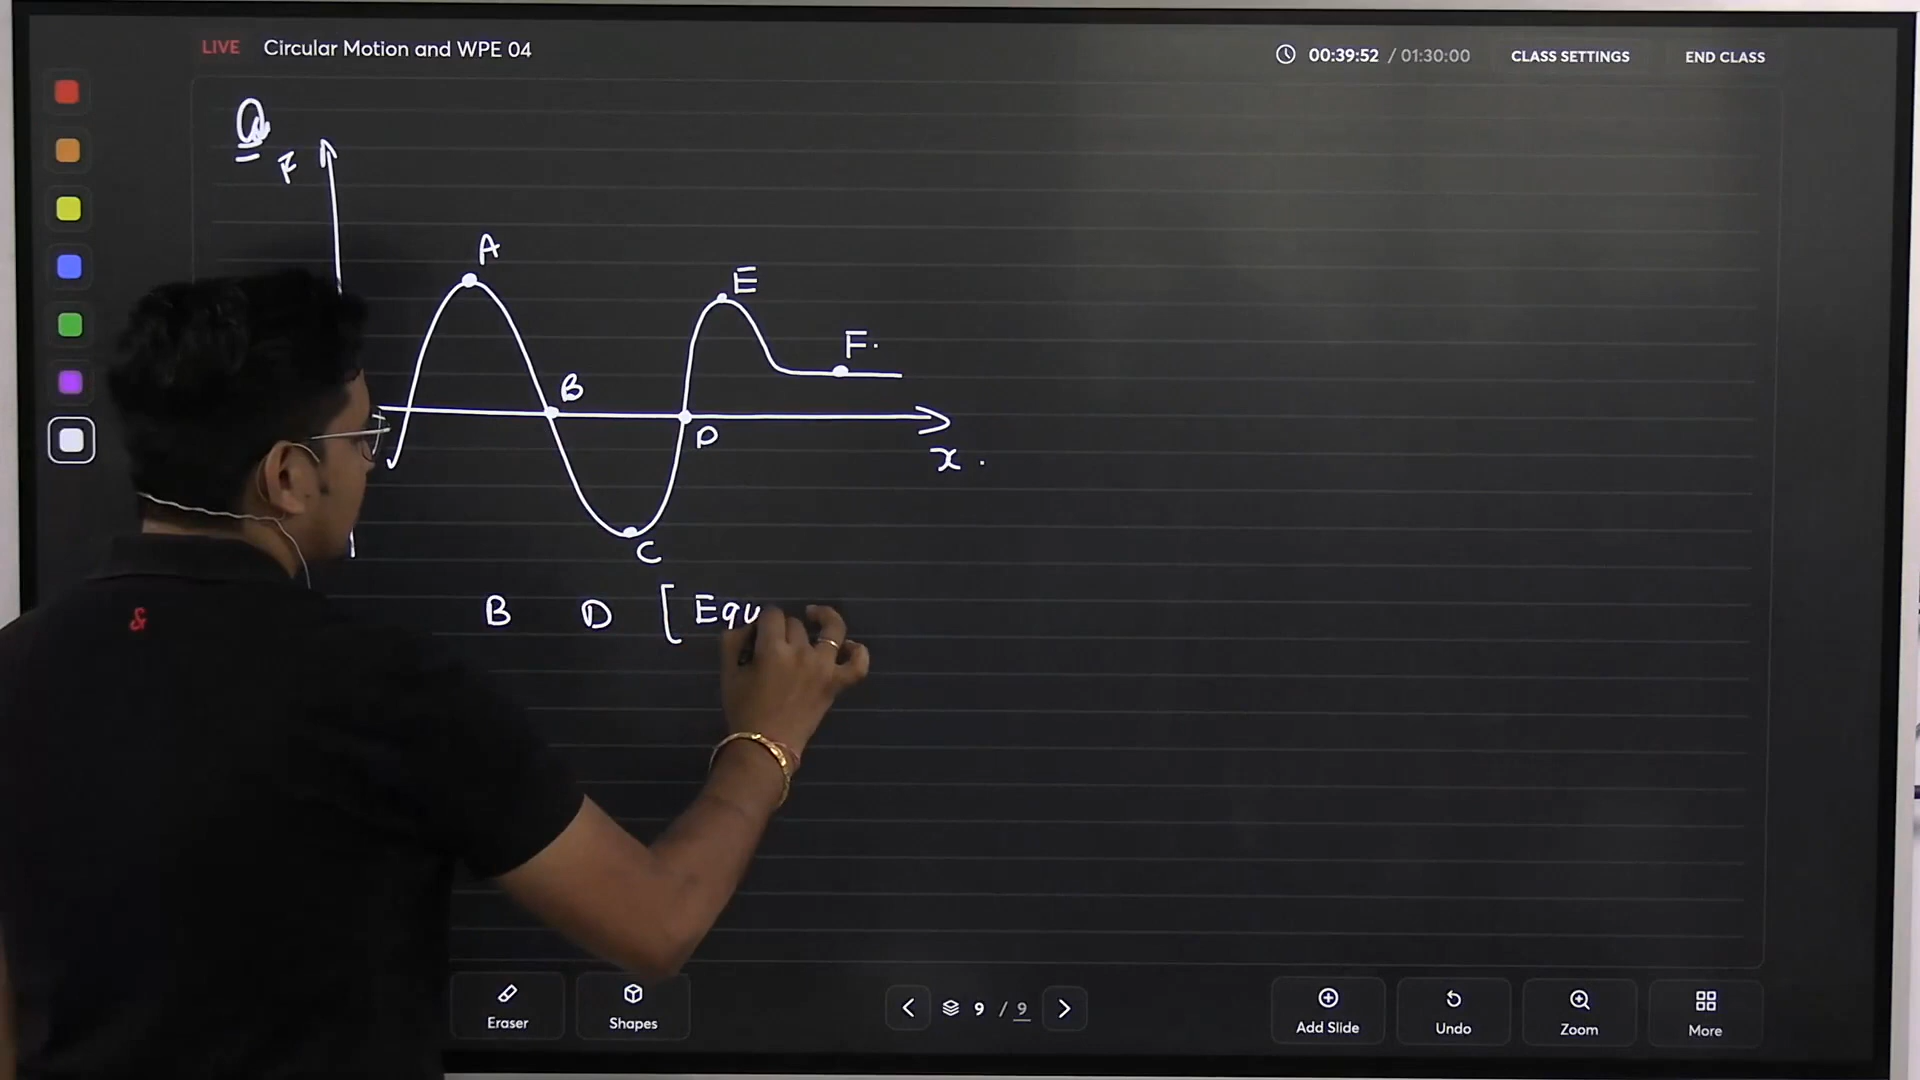 LIVE Circular Motion and WPE 04
00:39:52 / 01:30:00 CLASS SETTINGS END CLASS
Q
F
A
E
F.
B
D
x.
C
B D [Equ
&
Eraser Shapes 9 / 9 Add Slide Undo Zoom More